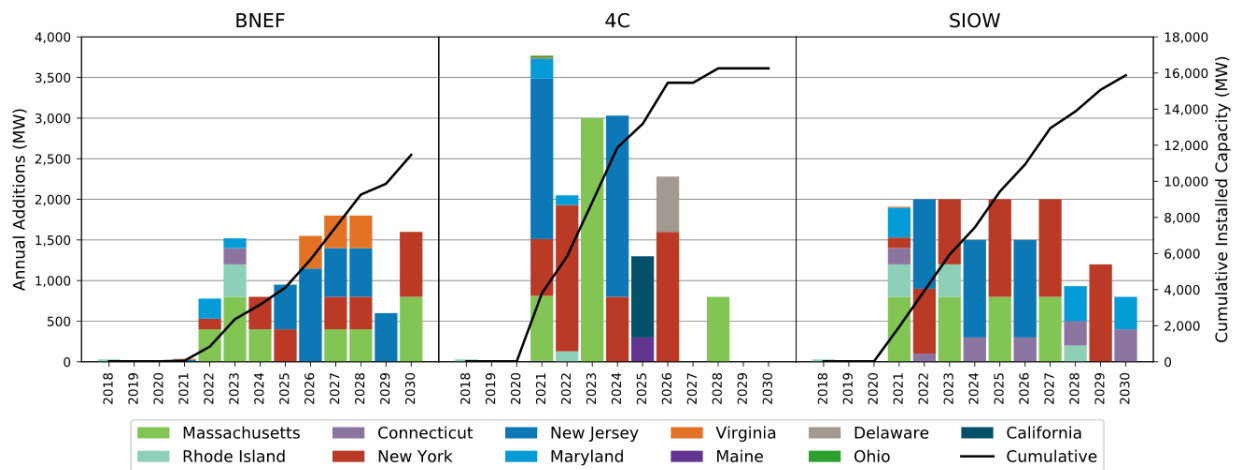 BNEF 4C SIOW
4,000 18,000
3,500 16,000
3,000 14,000
2,500 12,000
2,000 10,000
1,500 8,000
1,000 6,000
500 4,000
0 2,000
0
Annual Additions (MW)
Cumulative Installed Capacity (MW)
2018 2019 2020 2021 2022 2023 2024 2025 2026 2027 2028 2029 2030
2018 2019 2020 2021 2022 2023 2024 2025 2026 2027 2028 2029 2030
2018 2019 2020 2021 2022 2023 2024 2025 2026 2027 2028 2029 2030
Massachusetts Connecticut New Jersey Virginia Delaware California
Rhode Island New York Maryland Maine Ohio Cumulative